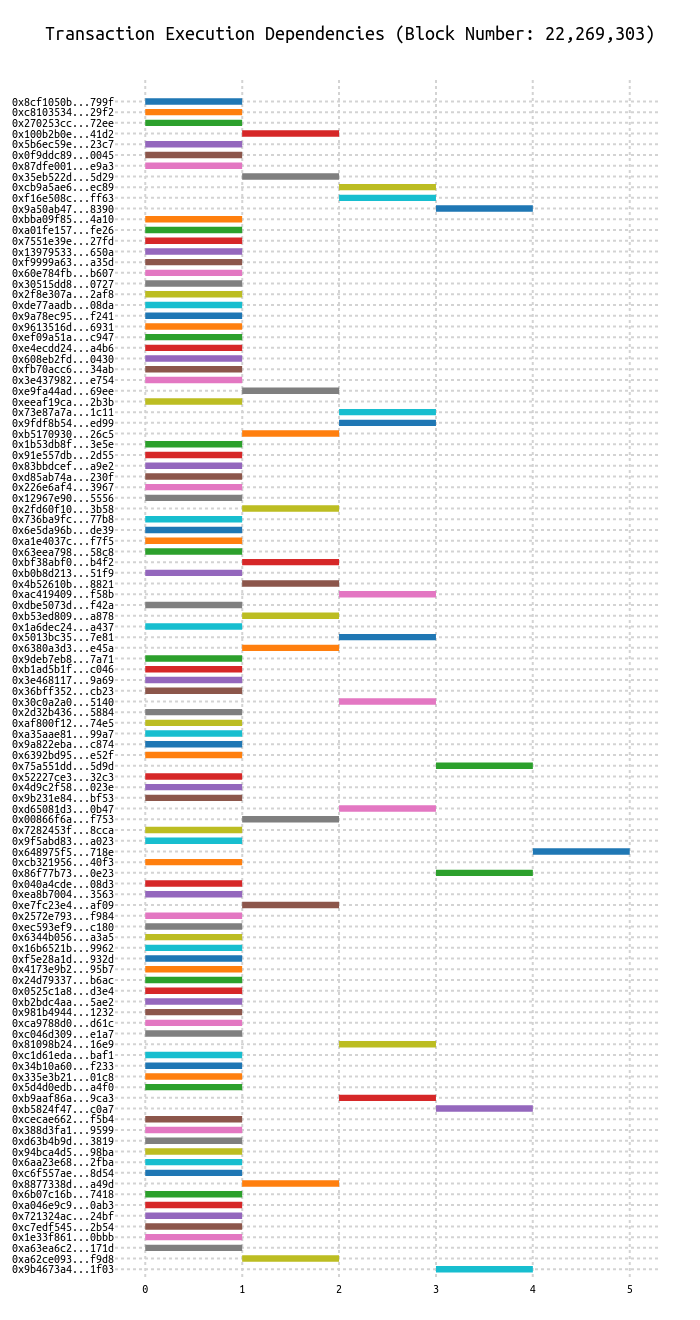 Transaction Execution Dependencies (Block Number: 22,269,303)
0x8cf1050b...799f
0xc8103534...29f2
0x270253cc...72ee
0x100b2b0e...41d2
0x5b6ec59e...23c7
0x0f9ddc89...0045
0x87dfe001...e9a3
0x35eb522d...5d29
0xcb9a5ae6...ec89
0xf16e508c...ff63
0x9a50ab47...8390
0xbba09f85...4a10
0xa01fe157...fe26
0x7551e39e...27fd
0x13979533...650a
0xf9999a63...a35d
0x60e784fb...b607
0x30515dd8...0727
0x2f8e307a...2af8
0xde77aadb...08da
0x9a78ec95...f241
0x9613516d...6931
0xef09a51a...c947
0xe4ecdd24...a4b6
0x608eb2fd...0430
0xfb70acc6...34ab
0x3e437982...e754
0xe9fa44ad...69ee
0xeeaf19ca...2b3b
0x73e87a7a...1c11
0x9fdf8b54...ed99
0xb5170930...26c5
0x1b53db8f...3e5e
0x91e557db...2d55
0x83bbdcef...a9e2
0xd85ab74a...230f
0x226e6af4...3967
0x12967e90...5556
0x2fd60f10...3b58
0x736ba9fc...77b8
0x6e5da96b...de39
0xa1e4037c...f7f5
0x63eea798...58c8
0xbf38abf0...b4f2
0xb0b8d213...51f9
0x4b52610b...8821
0xac419409...f58b
0xdbe5073d...f42a
0xb53ed809...a878
0x1a6dec24...a437
0x5013bc35...7e81
0x6380a3d3...e45a
0x9deb7eb8...7a71
0xb1ad5b1f...c046
0x3e468117...9a69
0x36bff352...cb23
0x30c0a2a0...5140
0x2d32b436...5884
0xaf800f12...74e5
0xa35aae81...99a7
0x9a822eba...c874
0x6392bd95...e52f
0x75a551dd...5d9d
0x52227ce3...32c3
0x4d9c2f58...023e
0x9b231e84...bf53
0xd65081d3...0b47
0x00866f6a...f753
0x7282453f...8cca
0x9f5abd83...a023
0x648975f5...718e
0xcb321956...40f3
0x86f77b73...0e23
0x040a4cde...08d3
0xea8b7004...3563
0xe7fc23e4...af09
0x2572e793...f984
0xec593ef9...c180
0x6344b056...a3a5
0x16b6521b...9962
0xf5e28a1d...932d
0x4173e9b2...95b7
0x24d79337...b6ac
0x0525c1a8...d3e4
0xb2bdc4aa...5ae2
0x981b4944...1232
0xca9788d0...d61c
0xc046d309...e1a7
0x81098b24...16e9
0xc1d61eda...baf1
0x34b10a60...f233
0x335e3b21...01c8
0x5d4d0edb...a4f0
0xb9aaf86a...9ca3
0xb5824f47...c0a7
0xcecae662...f5b4
0x388d3fa1...9599
0xd63b4b9d...3819
0x94bca4d5...98ba
0x6aa23e68...2fba
0xc6f557ae...8d54
0x8877338d...a49d
0x6b07c16b...7418
0xa046e9c9...0ab3
0x721324ac...24bf
0xc7edf545...2b54
0x1e33f861...0bbb
0xa63ea6c2...171d
0xa62ce093...f9d8
0x9b4673a4...1f03
0 1 2 3 4 5